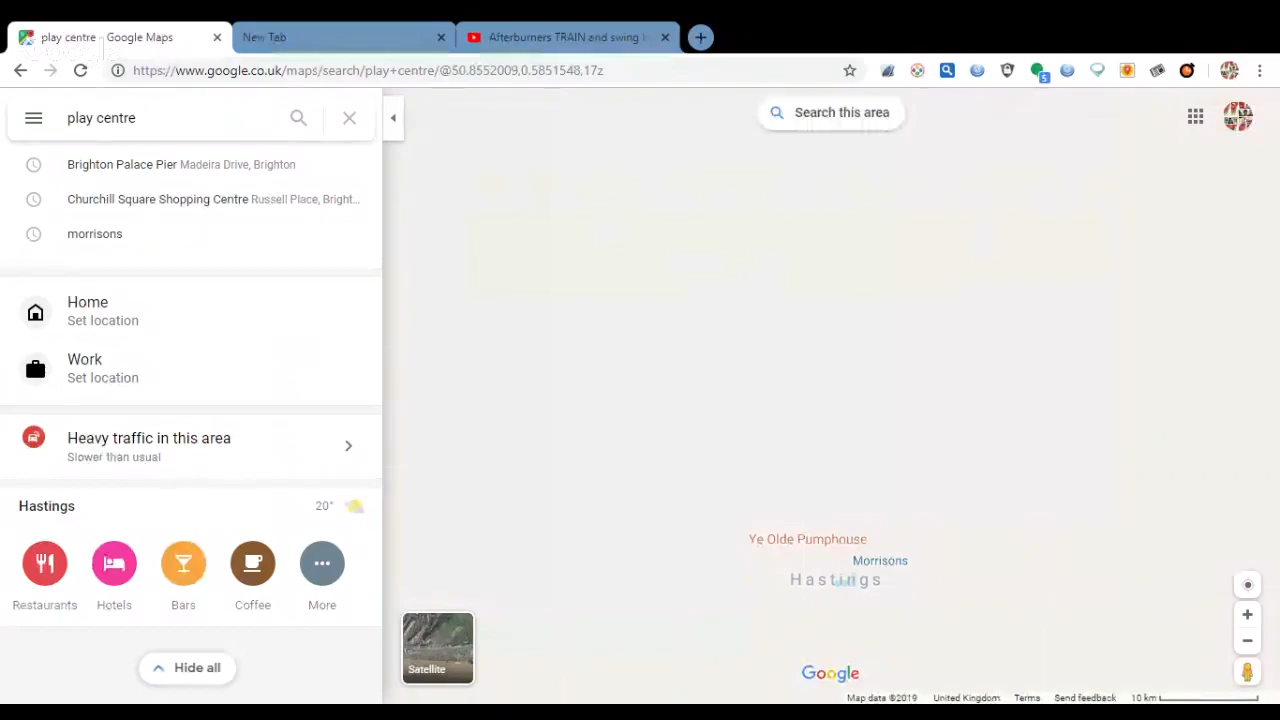 play centre - Google Maps
New Tab
Afterburners TRAIN and swing
https://www.google.co.uk/maps/search/play+centre/@50.8552009,0.5851548,17z
5
play centre
Search this area
Brighton Palace Pier Madeira Drive, Brighton
Churchill Square Shopping Centre Russell Place, Bright...
morrisons
Home
Set location
Work
Set location
Heavy traffic in this area
Slower than usual
Hastings 20°
Restaurants Hotels Bars Coffee More
Hide all
Ye Olde Pumphouse
Morrisons
Hastings
Satellite
Google
Map data ©2019 United Kingdom Terms Send feedback 10 km